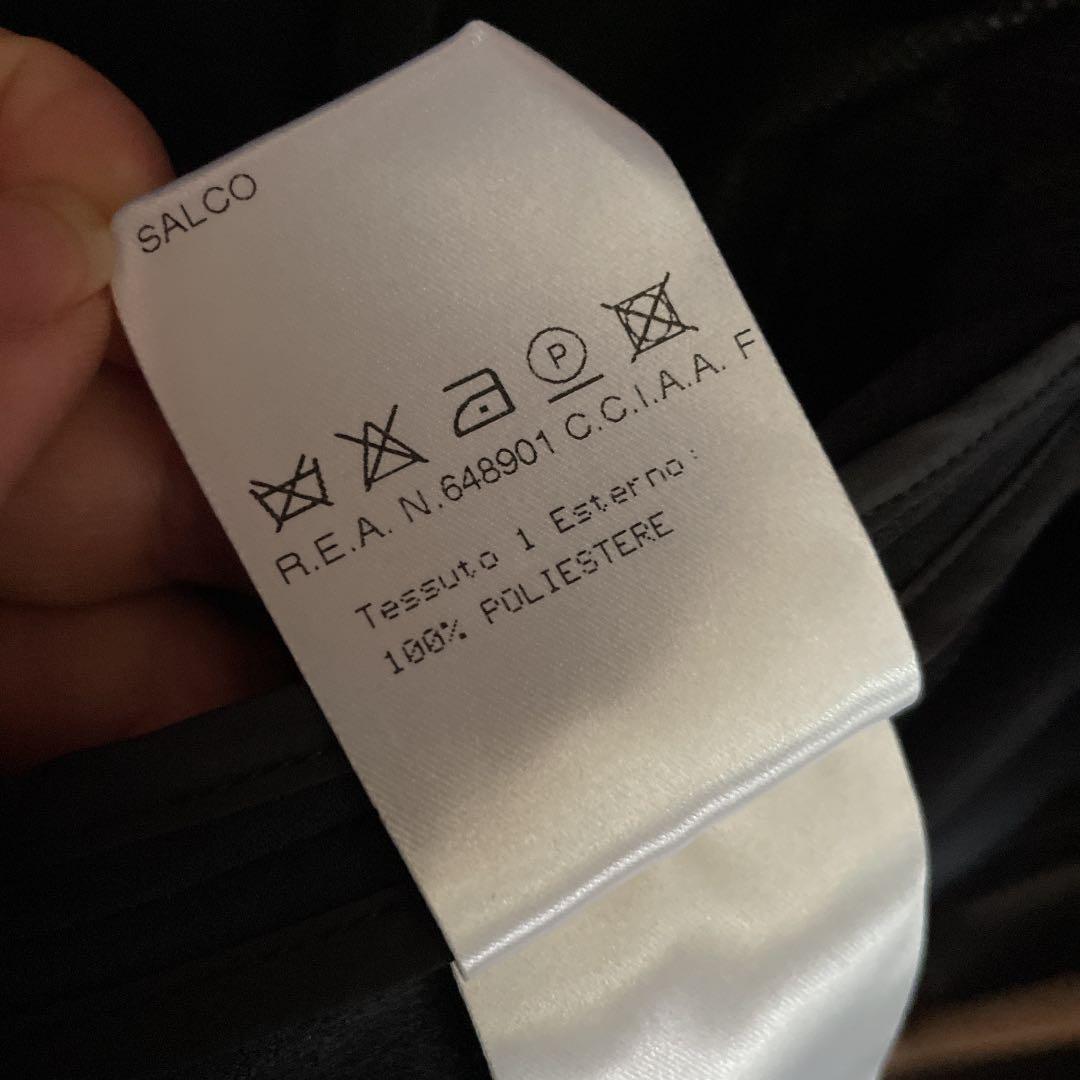 SALCO
P
R.E.A. N.648901 C.C.I.A.A. F
Tessuto 1 Esterno:
100% POLIESTERE